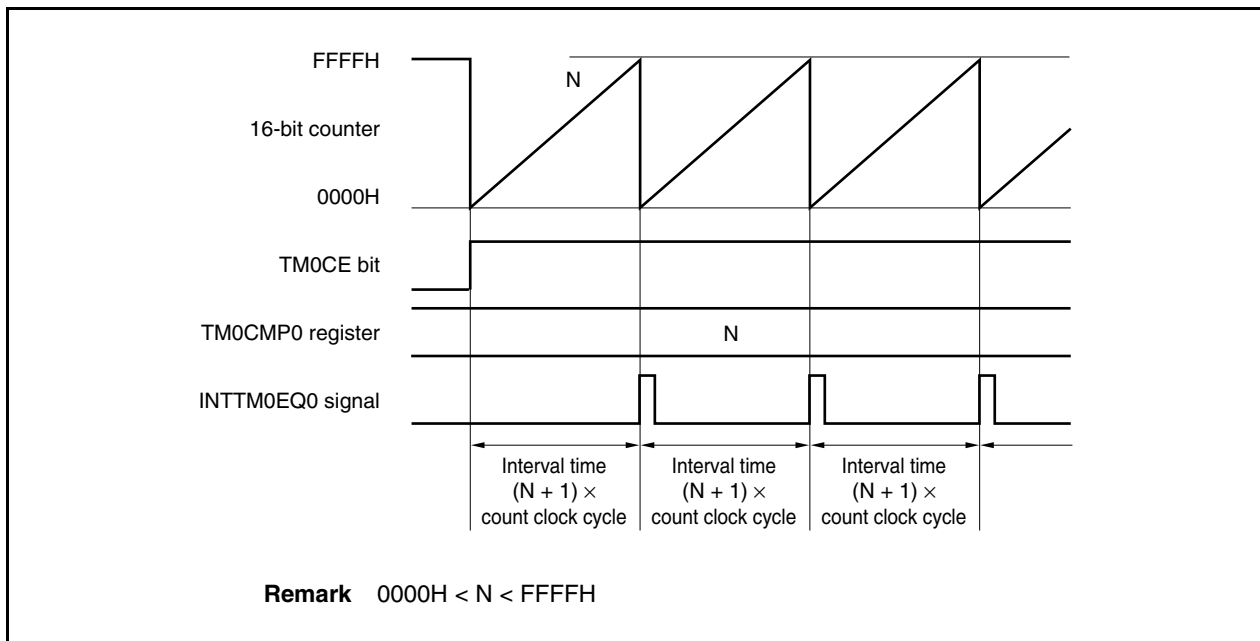 FFFFH
N
16-bit counter
0000H
TM0CE bit
TM0CMP0 register
N
INTTM0EQ0 signal
Interval time
(N + 1) ×
count clock cycle
Interval time
(N + 1) ×
count clock cycle
Interval time
(N + 1) ×
count clock cycle
Remark 0000H < N < FFFFH